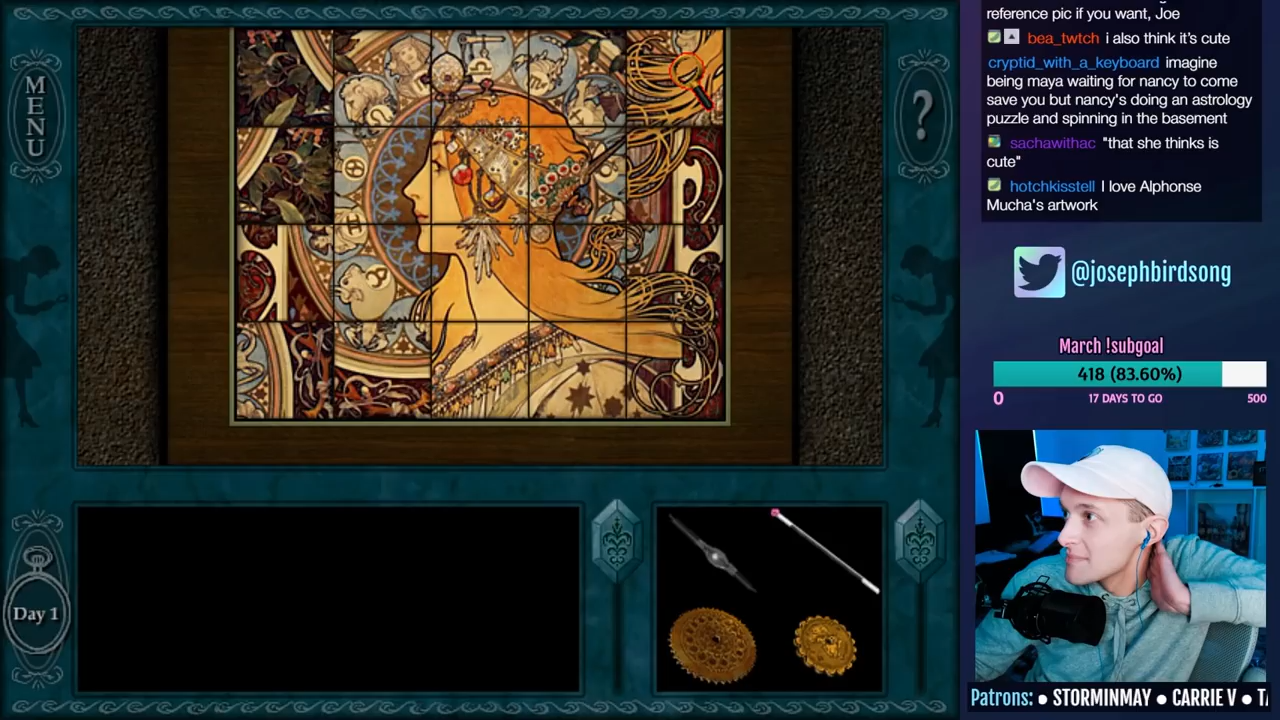 MENU
?
Day 1
reference pic if you want, Joe
bea_twtch i also think it's cute
cryptid_with_a_keyboard imagine
being maya waiting for nancy to come
save you but nancy's doing an astrology
puzzle and spinning in the basement
sachawithac "that she thinks is
cute"
hotchkisstell I love Alphonse
Mucha's artwork
@josephbirdsong
March !subgoal
418 (83.60%)
0 17 DAYS TO GO 500
Patrons: ● STORMINMAY ● CARRIE V ●